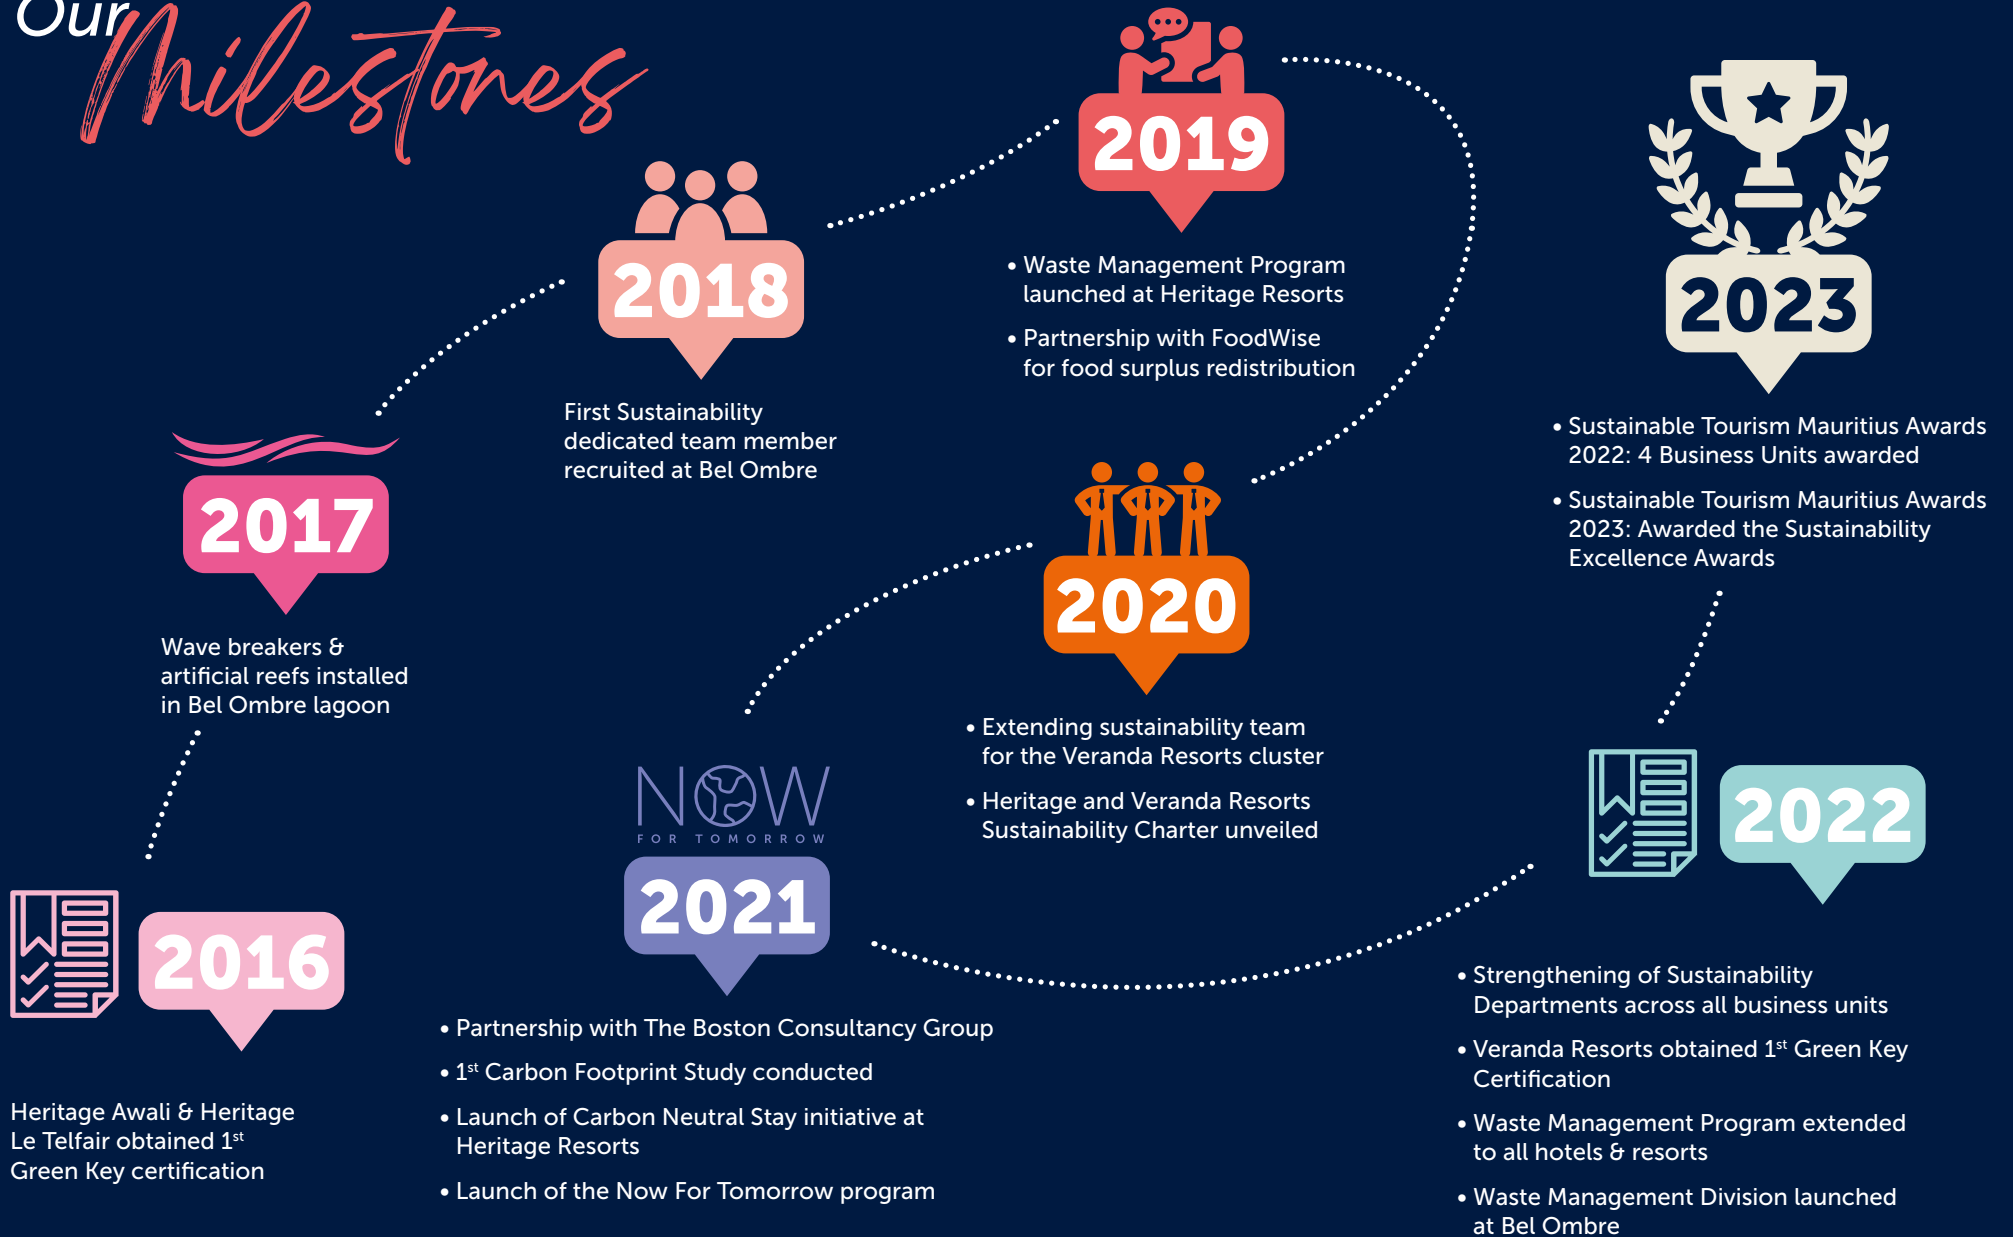 Our
Milestones
2016
Heritage Awali & Heritage
Le Telfair obtained 1st
Green Key certification
2017
Wave breakers &
artificial reefs installed
in Bel Ombre lagoon
2018
First Sustainability
dedicated team member
recruited at Bel Ombre
2019
• Waste Management Program
launched at Heritage Resorts
• Partnership with FoodWise
for food surplus redistribution
2020
• Extending sustainability team
for the Veranda Resorts cluster
• Heritage and Veranda Resorts
Sustainability Charter unveiled
NOW
FOR TOMORROW
2021
• Partnership with The Boston Consultancy Group
• 1st Carbon Footprint Study conducted
• Launch of Carbon Neutral Stay initiative at
Heritage Resorts
• Launch of the Now For Tomorrow program
2022
• Strengthening of Sustainability
Departments across all business units
• Veranda Resorts obtained 1st Green Key
Certification
• Waste Management Program extended
to all hotels & resorts
• Waste Management Division launched
at Bel Ombre
2023
• Sustainable Tourism Mauritius Awards
2022: 4 Business Units awarded
• Sustainable Tourism Mauritius Awards
2023: Awarded the Sustainability
Excellence Awards